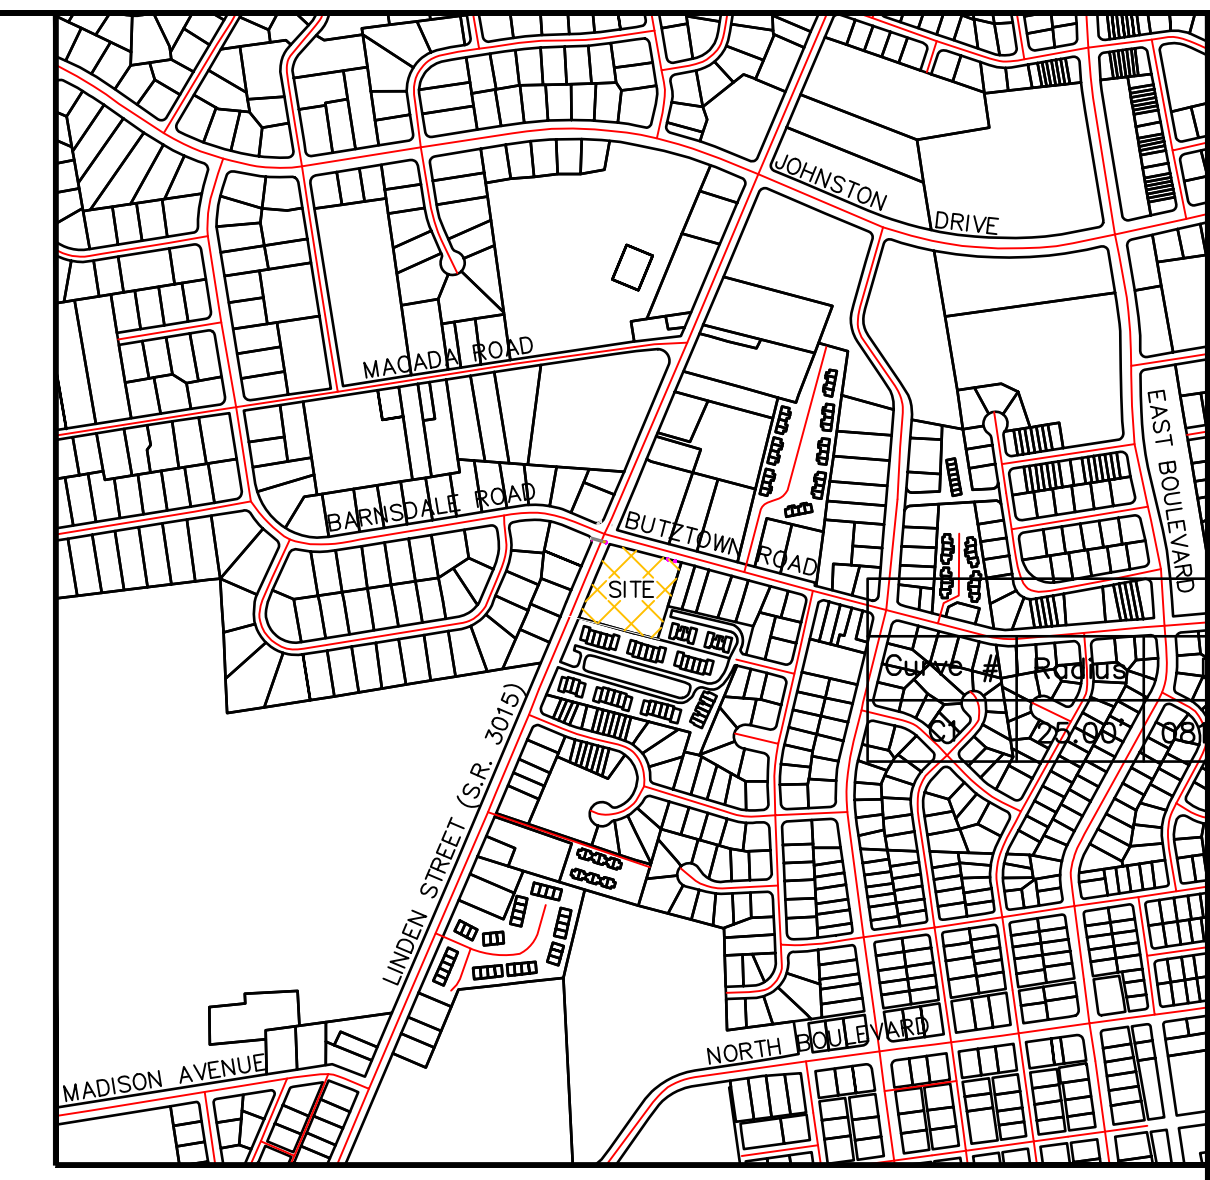 JOHNSTON
DRIVE
MACADA ROAD
EAST BOULEVARD
BARNSDALE ROAD
BUTZTOWN ROAD
SITE
Curve # Radius
C1 25.00' 08
LINDEN STREET (S.R. 3015)
NORTH BOULEVARD
MADISON AVENUE